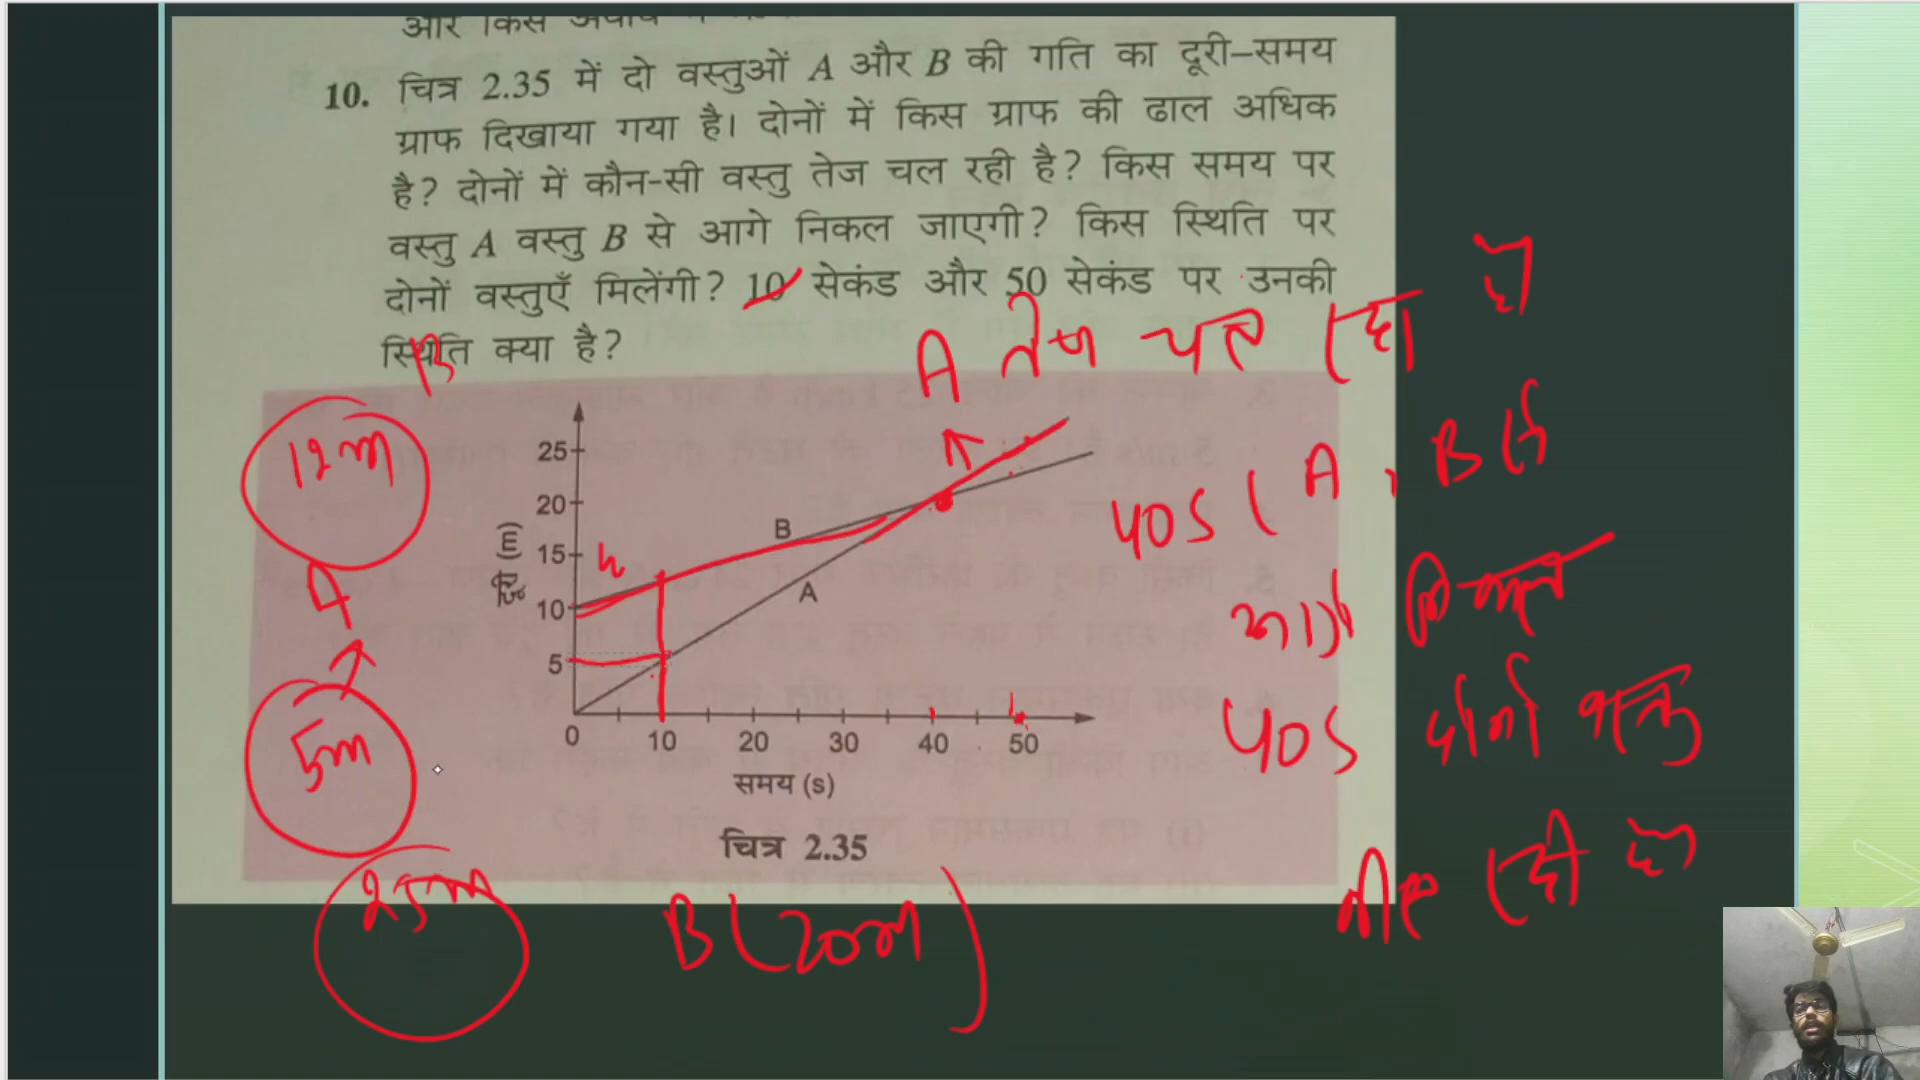 10. चित्र 2.35 में दो वस्तुओं A और B की गति का दूरी–समय
ग्राफ दिखाया गया है। दोनों में किस ग्राफ की ढाल अधिक
है? दोनों में कौन-सी वस्तु तेज चल रही है? किस समय पर
वस्तु A वस्तु B से आगे निकल जाएगी? किस स्थिति पर
दोनों वस्तुएँ मिलेंगी? 10 सेकंड और 50 सेकंड पर उनकी
स्थिति क्या है?
B
A तेज चल रहा है
12m
A
5m
25m
B (20m)
40S (A, B से
आगे निकल
40S दोनों वस्तु
मील रही है
दूरी (m)
25
20
15
10
5
B
A
0 10 20 30 40 50
समय (s)
चित्र 2.35